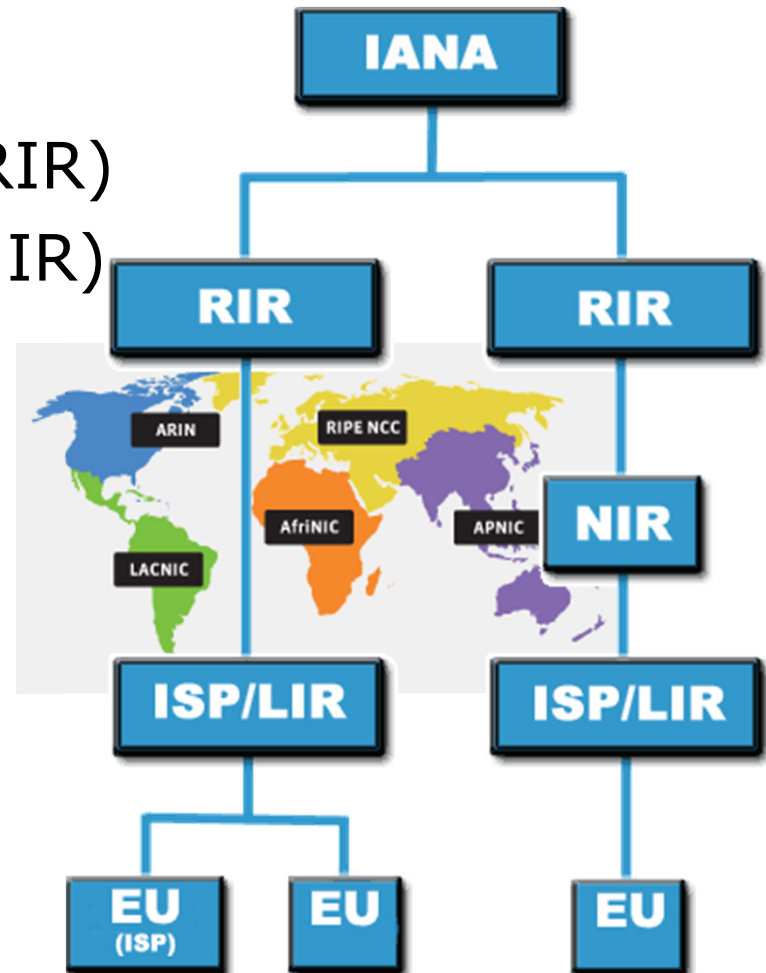 IANA
RIR)
IR)
RIR
RIR
ARIN
RIPE NCC
AfriNIC
APNIC
NIR
LACNIC
ISP/LIR
ISP/LIR
EU
(ISP)
EU
EU